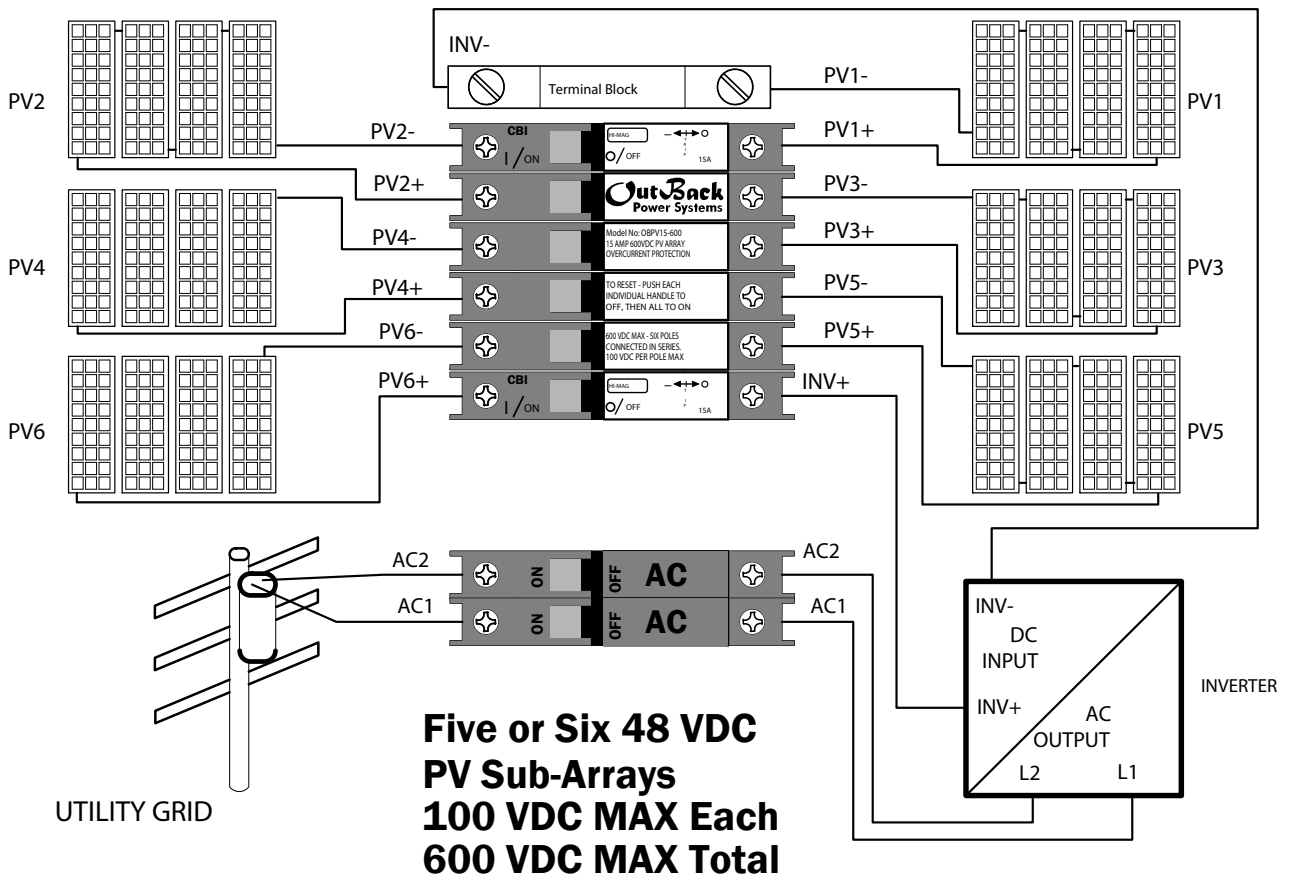 INV-
Terminal Block
PV2
PV1-
PV1
PV2-
CBI
HI-MAG
I/ON
O/OFF
15A
PV1+
PV2+
OutBack
Power Systems
PV3-
PV4-
Model No: OBPV15-600
15 AMP 600VDC PV ARRAY
OVERCURRENT PROTECTION
PV3+
PV4
PV3
PV4+
TO RESET - PUSH EACH
INDIVIDUAL HANDLE TO
OFF, THEN ALL TO ON
PV5-
PV6-
600 VDC MAX - SIX POLES
CONNECTED IN SERIES.
100 VDC PER POLE MAX
PV5+
PV6+
CBI
HI-MAG
I/ON
O/OFF
15A
INV+
PV6
PV5
AC2
ON
OFF
AC
AC2
AC1
ON
OFF
AC
AC1
INV-
DC
INPUT
INV+
AC
OUTPUT
L2
L1
INVERTER
UTILITY GRID
Five or Six 48 VDC
PV Sub-Arrays
100 VDC MAX Each
600 VDC MAX Total